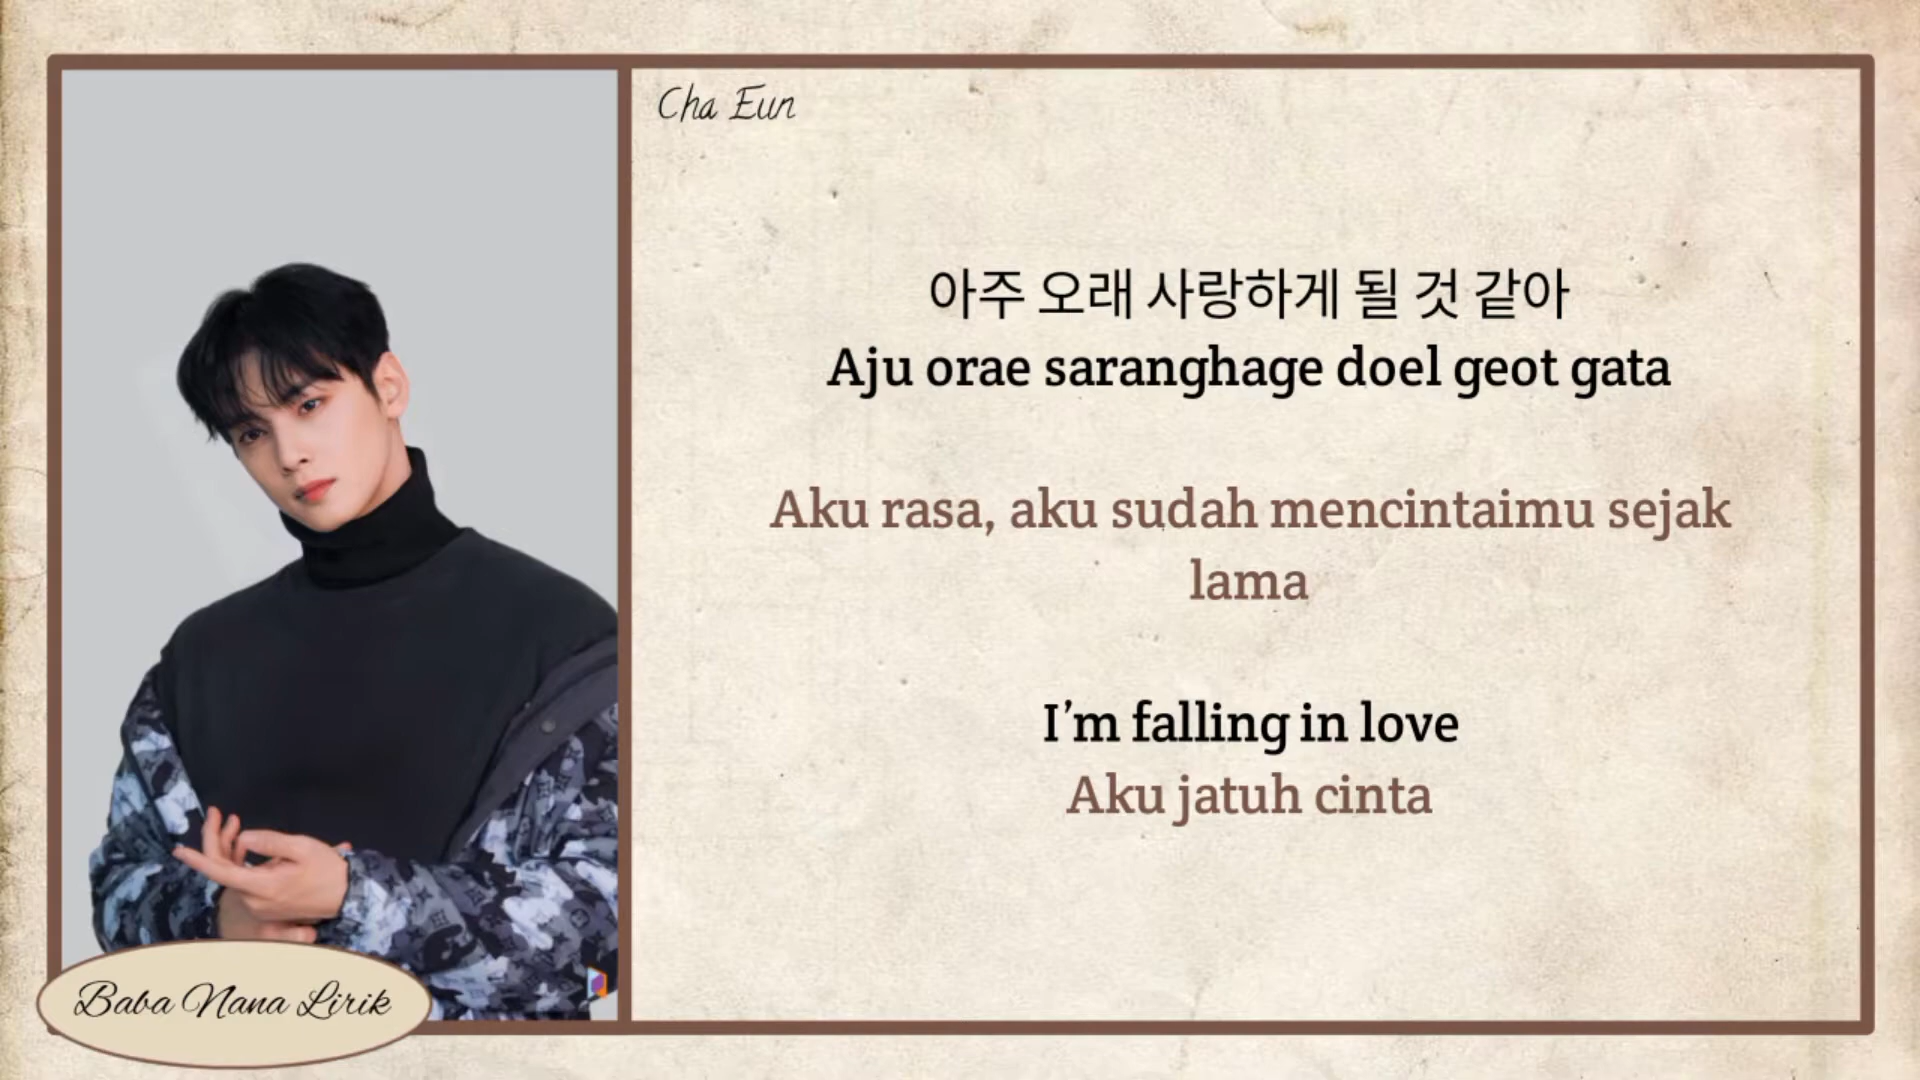 Cha Eun
아주 오래 사랑하게 될 것 같아
Aju orae saranghage doel geot gata
Aku rasa, aku sudah mencintaimu sejak
lama
I'm falling in love
Aku jatuh cinta
Baba Nana Lirik